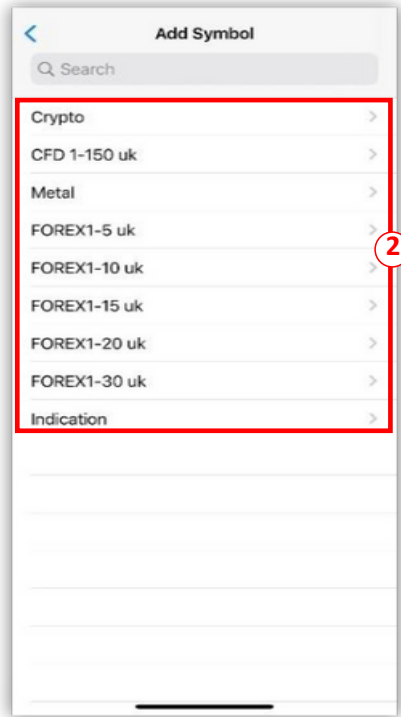 Add Symbol
Search
Crypto
CFD 1-150 uk
Metal
FOREX1-5 uk
2
FOREX1-10 uk
FOREX1-15 uk
FOREX1-20 uk
FOREX1-30 uk
Indication